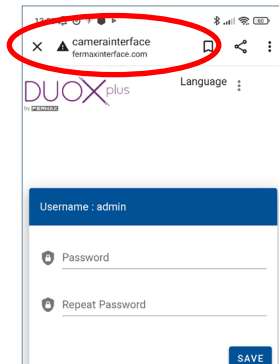 camerainterface
fermaxinterface.com
DUOX plus
by FERMAX
Language
Username : admin
Password
Repeat Password
SAVE